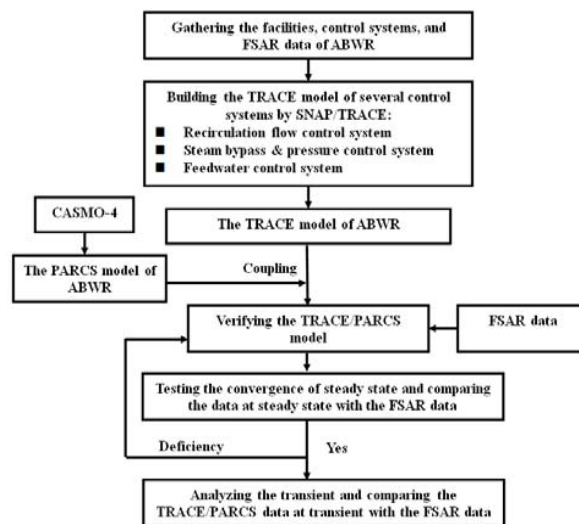 Gathering the facilities, control systems, and
FSAR data of ABWR
Building the TRACE model of several control
systems by SNAP/TRACE:
■ Recirculation flow control system
■ Steam bypass & pressure control system
■ Feedwater control system
CASMO-4
The TRACE model of ABWR
The PARCS model of
ABWR
Coupling
Verifying the TRACE/PARCS
model
FSAR data
Testing the convergence of steady state and comparing
the data at steady state with the FSAR data
Deficiency
Yes
Analyzing the transient and comparing the
TRACE/PARCS data at transient with the FSAR data